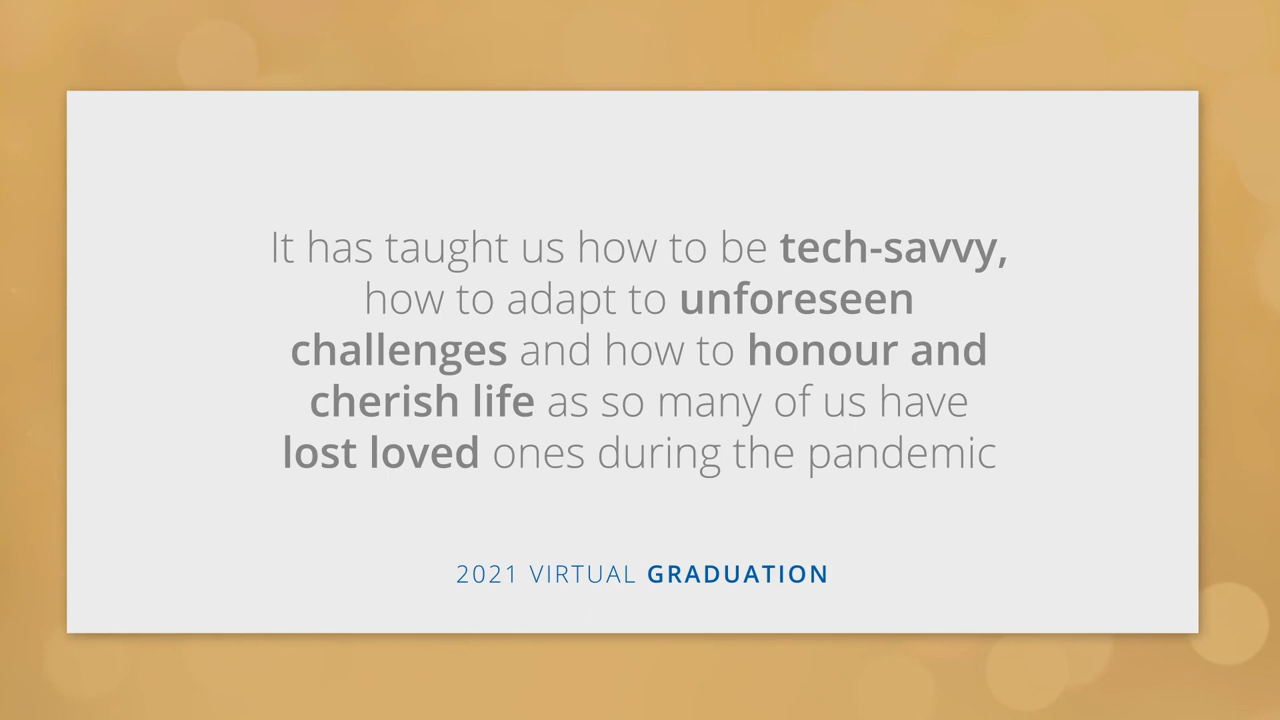 It has taught us how to be tech-savvy,
how to adapt to unforeseen
challenges and how to honour and
cherish life as so many of us have
lost loved ones during the pandemic
2021 VIRTUAL GRADUATION